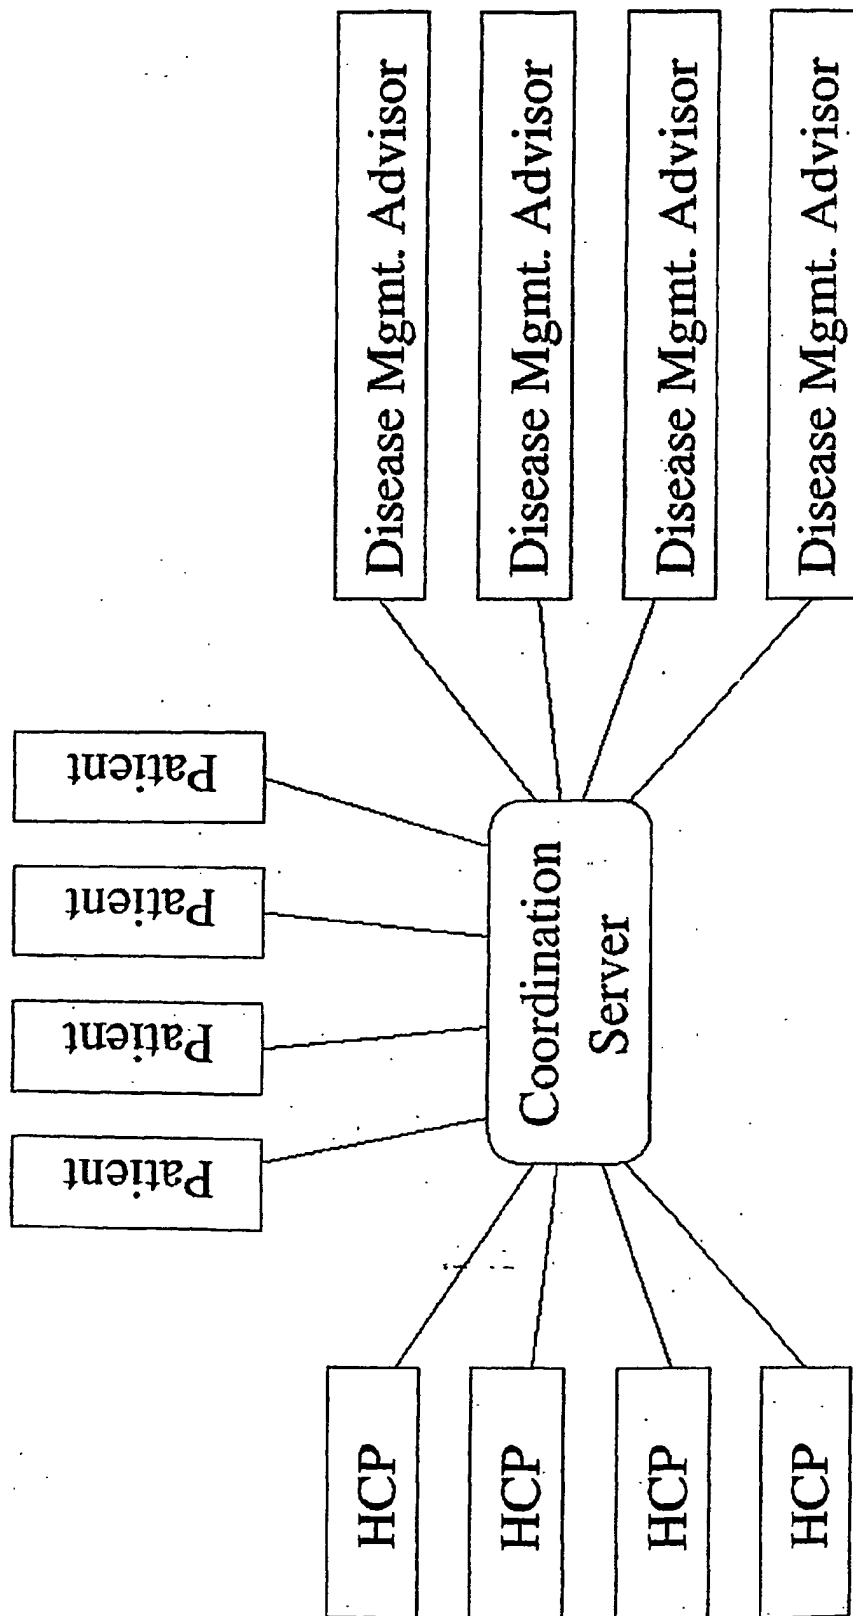 Patient
Patient
Patient
Patient
HCP
HCP
HCP
HCP
Coordination
Server
Disease Mgmt. Advisor
Disease Mgmt. Advisor
Disease Mgmt. Advisor
Disease Mgmt. Advisor